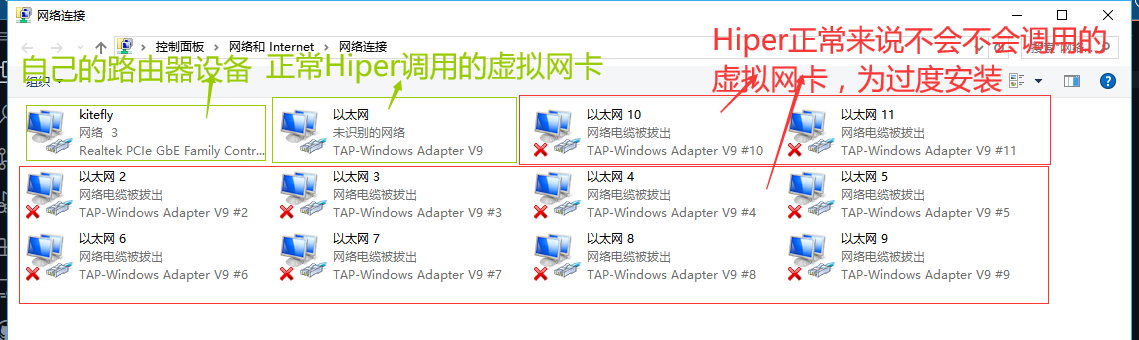 网络连接
控制面板 网络和 Internet 网络连接
自己的路由器设备
正常Hiper调用的虚拟网卡
Hiper正常来说不会不会调用的
虚拟网卡，为过度安装
组织
kitefly
网络 3
Realtek PCIe GbE Family Contr...
以太网
未识别的网络
TAP-Windows Adapter V9
以太网 10
网络电缆被拔出
TAP-Windows Adapter V9 #10
以太网 11
网络电缆被拔出
TAP-Windows Adapter V9 #11
以太网 2
网络电缆被拔出
TAP-Windows Adapter V9 #2
以太网 3
网络电缆被拔出
TAP-Windows Adapter V9 #3
以太网 4
网络电缆被拔出
TAP-Windows Adapter V9 #4
以太网 5
网络电缆被拔出
TAP-Windows Adapter V9 #5
以太网 6
网络电缆被拔出
TAP-Windows Adapter V9 #6
以太网 7
网络电缆被拔出
TAP-Windows Adapter V9 #7
以太网 8
网络电缆被拔出
TAP-Windows Adapter V9 #8
以太网 9
网络电缆被拔出
TAP-Windows Adapter V9 #9